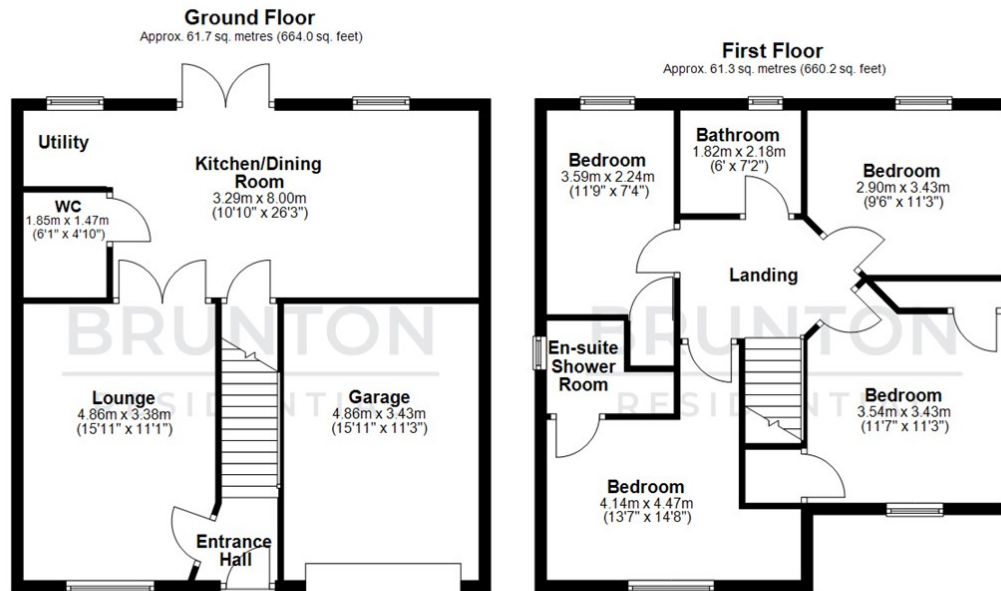 Ground Floor
Approx. 61.7 sq. metres (664.0 sq. feet)
Utility
Kitchen/Dining
Room
3.29m x 8.00m
(10'10" x 26'3")
WC
1.85m x 1.47m
(6'1" x 4'10")
Lounge
4.86m x 3.38m
(15'11" x 11'1")
Garage
4.86m x 3.43m
(15'11" x 11'3")
Entrance
Hall
BRUNTON
RESIDENTIAL
First Floor
Approx. 61.3 sq. metres (660.2 sq. feet)
Bedroom
3.59m x 2.24m
(11'9" x 7'4")
Bathroom
1.82m x 2.18m
(6' x 7'2")
Bedroom
2.90m x 3.43m
(9'6" x 11'3")
Landing
En-suite
Shower
Room
Bedroom
3.54m x 3.43m
(11'7" x 11'3")
Bedroom
4.14m x 4.47m
(13'7" x 14'8")
BRUNTON
RESIDENTIAL